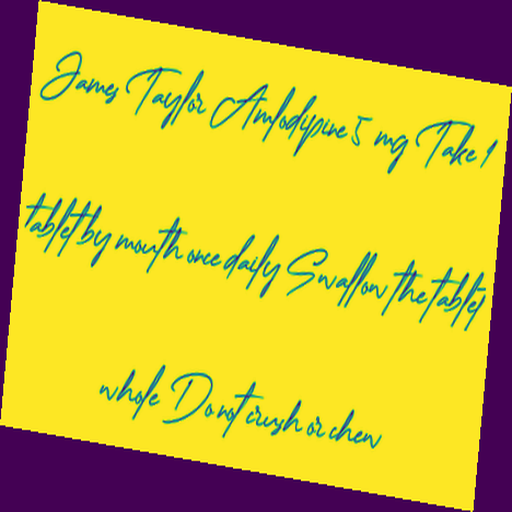 James Taylor Amlodipine 5 mg Take 1
tablet by mouth once daily Swallow the tablet
whole Do not crush or chew